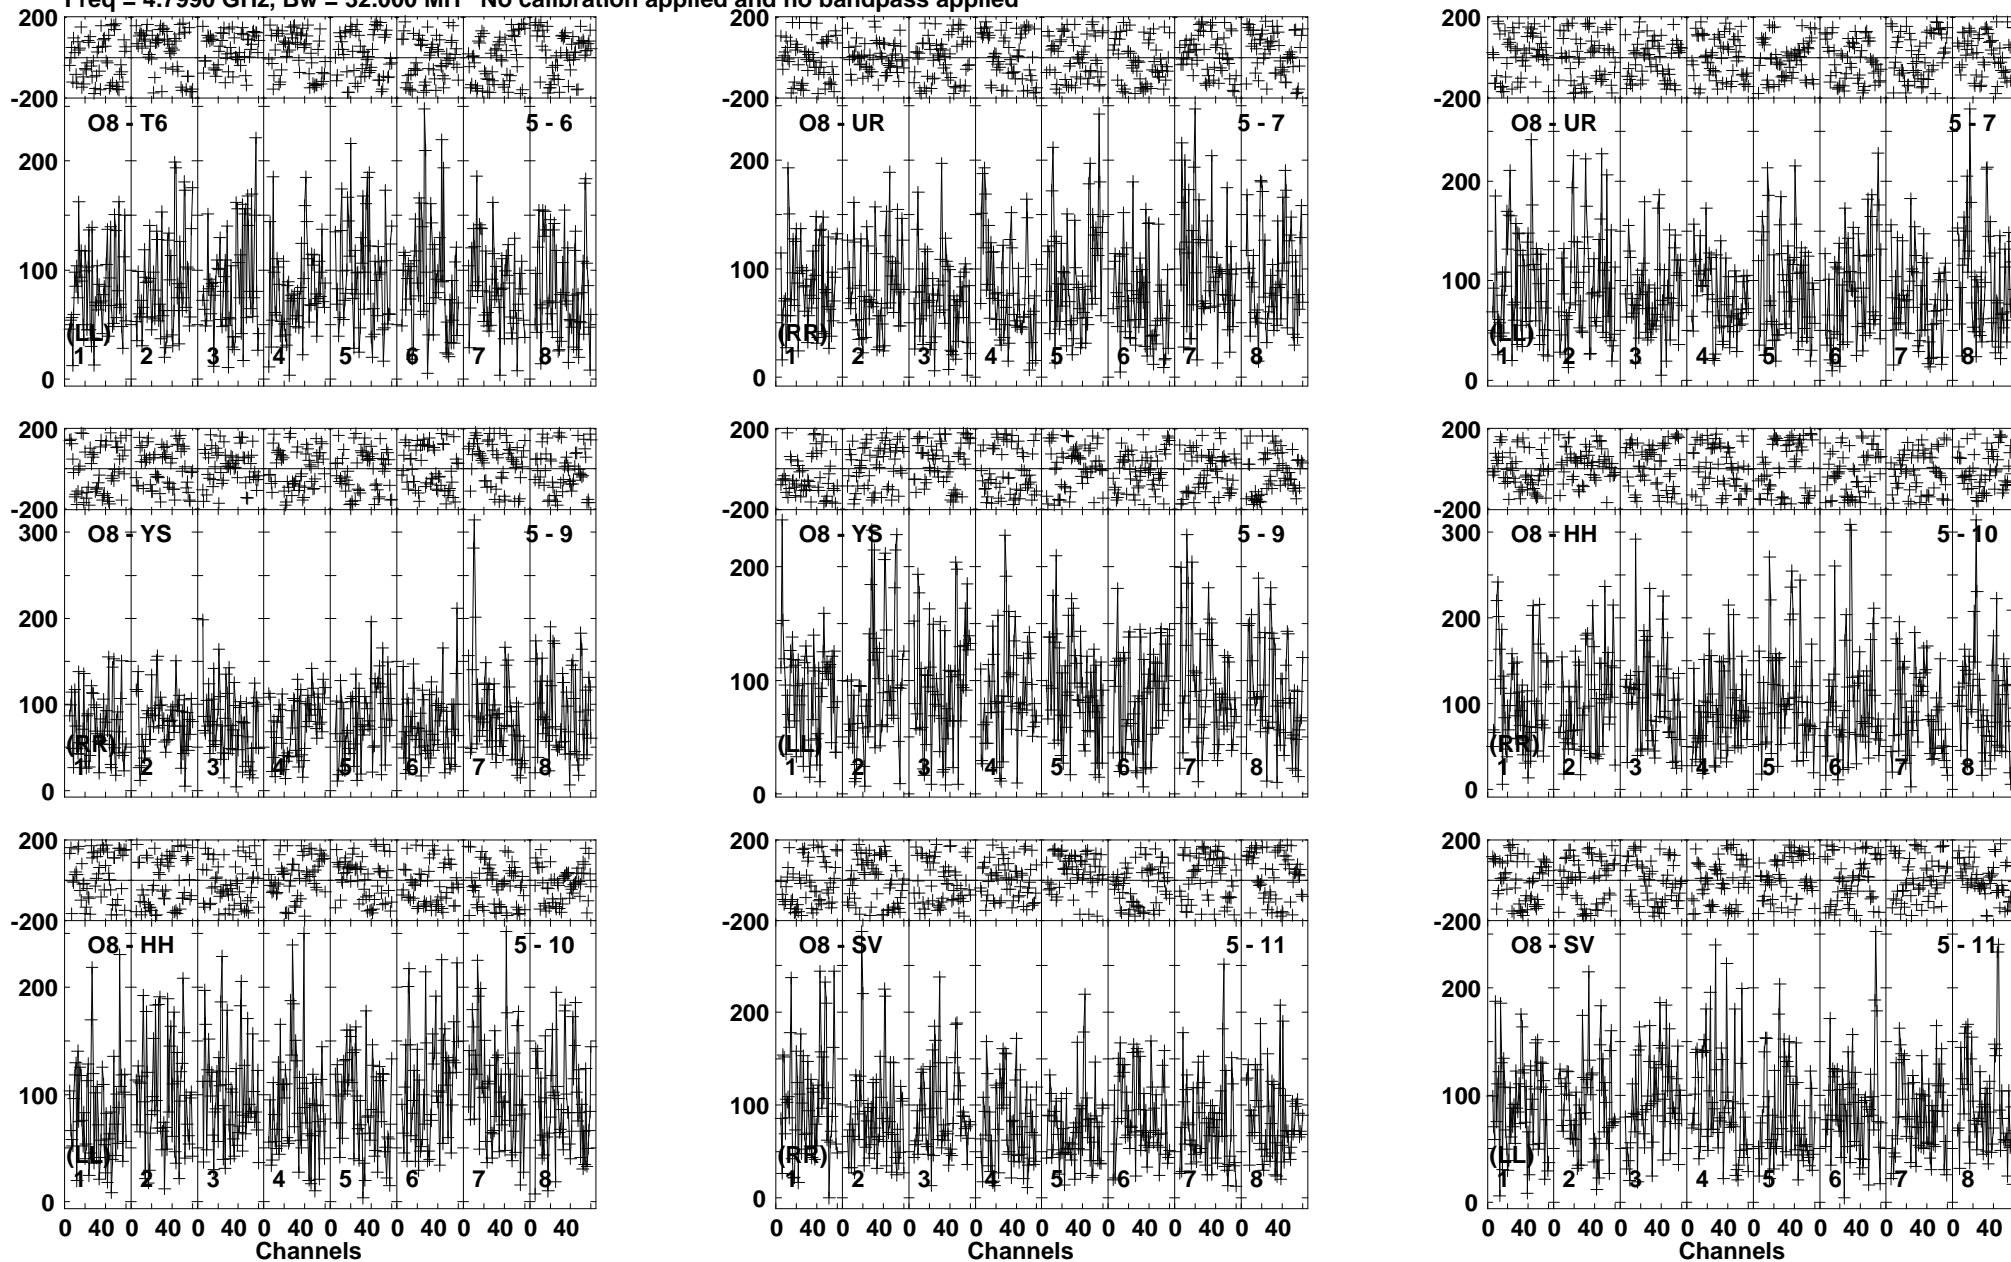 Freq = 4.7990 GHz, Bw = 32.000 MH No calibration applied and no bandpass applied
200 200 200
-200 -200 -200
O8 - T6 5 - 6 O8 - UR 5 - 7 O8 - UR 5 - 7
200 200 200
100 100 100
(LL) (RR) (LL)
1 2 3 4 5 6 7 8 1 2 3 4 5 6 7 8 1 2 3 4 5 6 7 8
0 0 0
200 200 200
-200 -200 -200
O8 - YS 5 - 9 O8 - YS 5 - 9 O8 - HH 5 - 10
300 300
200 200 200
100 100 100
(RR) (LL) (RR)
1 2 3 4 5 6 7 8 1 2 3 4 5 6 7 8 1 2 3 4 5 6 7 8
0 0 0
200 200 200
-200 -200 -200
O8 - HH 5 - 10 O8 - SV 5 - 11 O8 - SV 5 - 11
200 200 200
100 100 100
(LL) (RR) (LL)
1 2 3 4 5 6 7 8 1 2 3 4 5 6 7 8 1 2 3 4 5 6 7 8
0 0 0
0 40 0 40 0 40 0 40 0 40 0 40 0 40 0 40 0 40 0 40 0 40 0 40 0 40 0 40 0 40 0 40 0 40 0 40 0 40 0 40 0 40 0 40 0 40 0 40
Channels Channels Channels